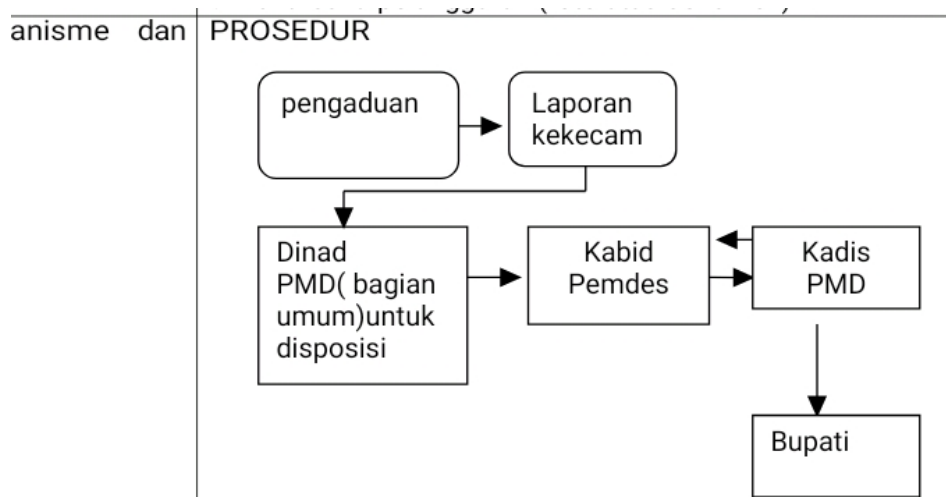 anisme dan
PROSEDUR
pengaduan
Laporan
kekecam
Dinad
PMD( bagian
umum)untuk
disposisi
Kabid
Pemdes
Kadis
PMD
Bupati